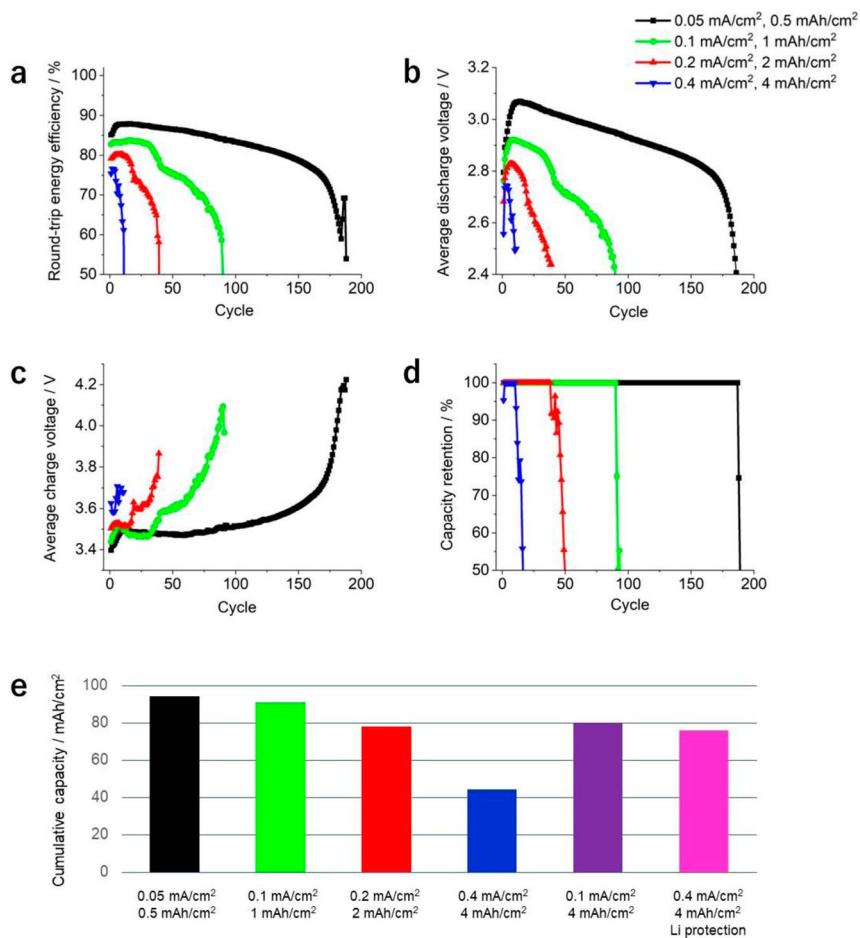 0.05 mA/cm², 0.5 mAh/cm²
0.1 mA/cm², 1 mAh/cm²
0.2 mA/cm², 2 mAh/cm²
0.4 mA/cm², 4 mAh/cm²
a
Round-trip energy efficiency / %
100
90
80
70
60
50
0
50
100
150
200
Cycle
b
Average discharge voltage / V
3.2
3.0
2.8
2.6
2.4
0
50
100
150
200
Cycle
c
Average charge voltage / V
4.2
4.0
3.8
3.6
3.4
0
50
100
150
200
Cycle
d
Capacity retention / %
100
90
80
70
60
50
0
50
100
150
200
Cycle
e
Cumulative capacity / mAh/cm²
100
80
60
40
20
0
0.05 mA/cm² 0.1 mA/cm² 0.2 mA/cm² 0.4 mA/cm² 0.1 mA/cm² 0.4 mA/cm²
0.5 mAh/cm² 1 mAh/cm² 2 mAh/cm² 4 mAh/cm² 4 mAh/cm² 4 mAh/cm²
Li protection